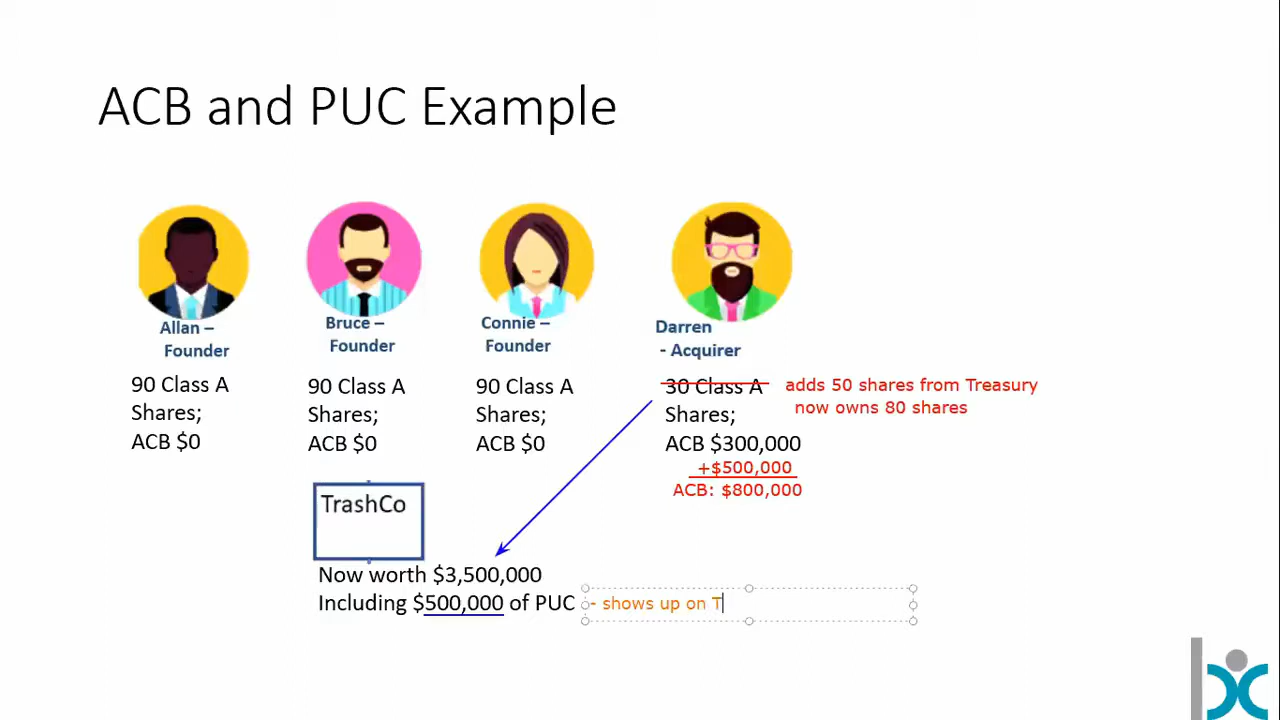 ACB and PUC Example
Allan –
Founder
Bruce –
Founder
Connie –
Founder
Darren
- Acquirer
90 Class A
Shares;
ACB $0
90 Class A
Shares;
ACB $0
90 Class A
Shares;
ACB $0
30 Class A
Shares;
ACB $300,000
adds 50 shares from Treasury
now owns 80 shares
+$500,000
ACB: $800,000
TrashCo
Now worth $3,500,000
Including $500,000 of PUC
- shows up on T